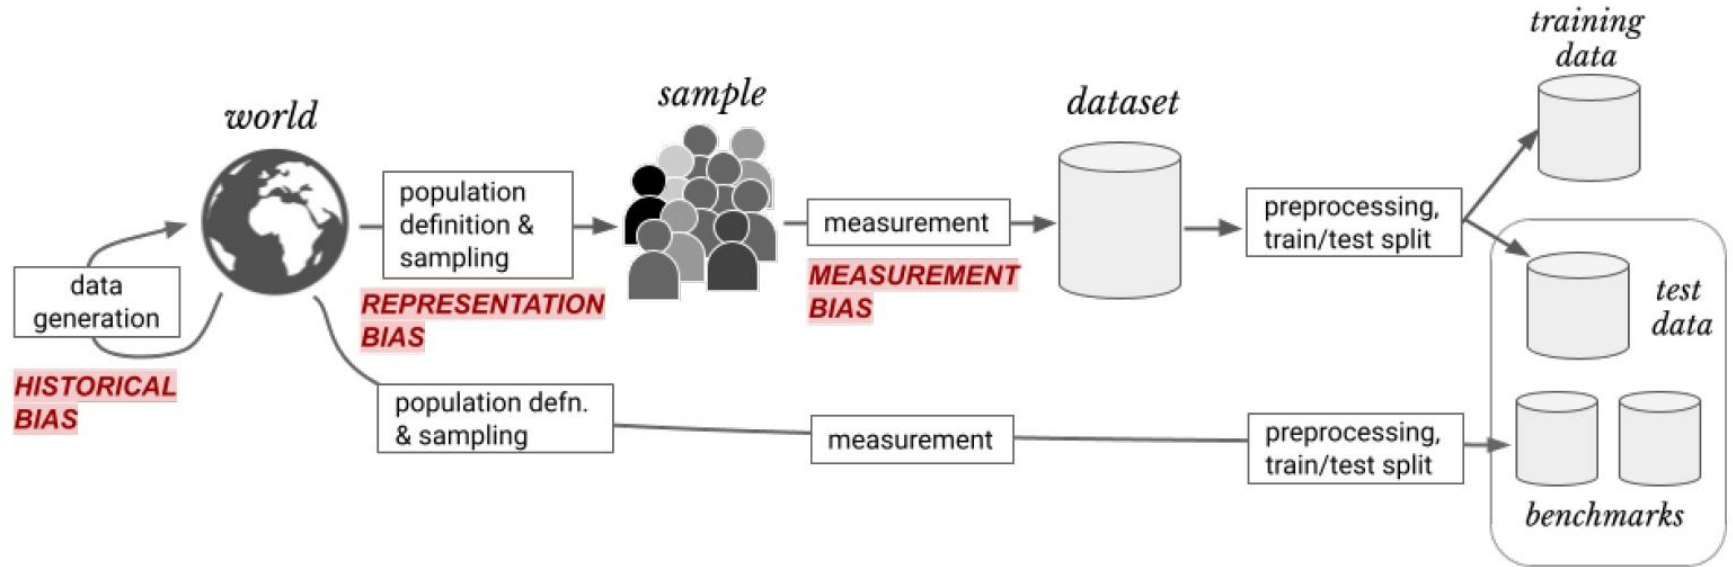 training
data
world
sample
dataset
population
definition &
sampling
measurement
preprocessing,
train/test split
data
generation
REPRESENTATION
BIAS
MEASUREMENT
BIAS
test
data
HISTORICAL
BIAS
population defn.
& sampling
measurement
preprocessing,
train/test split
benchmarks